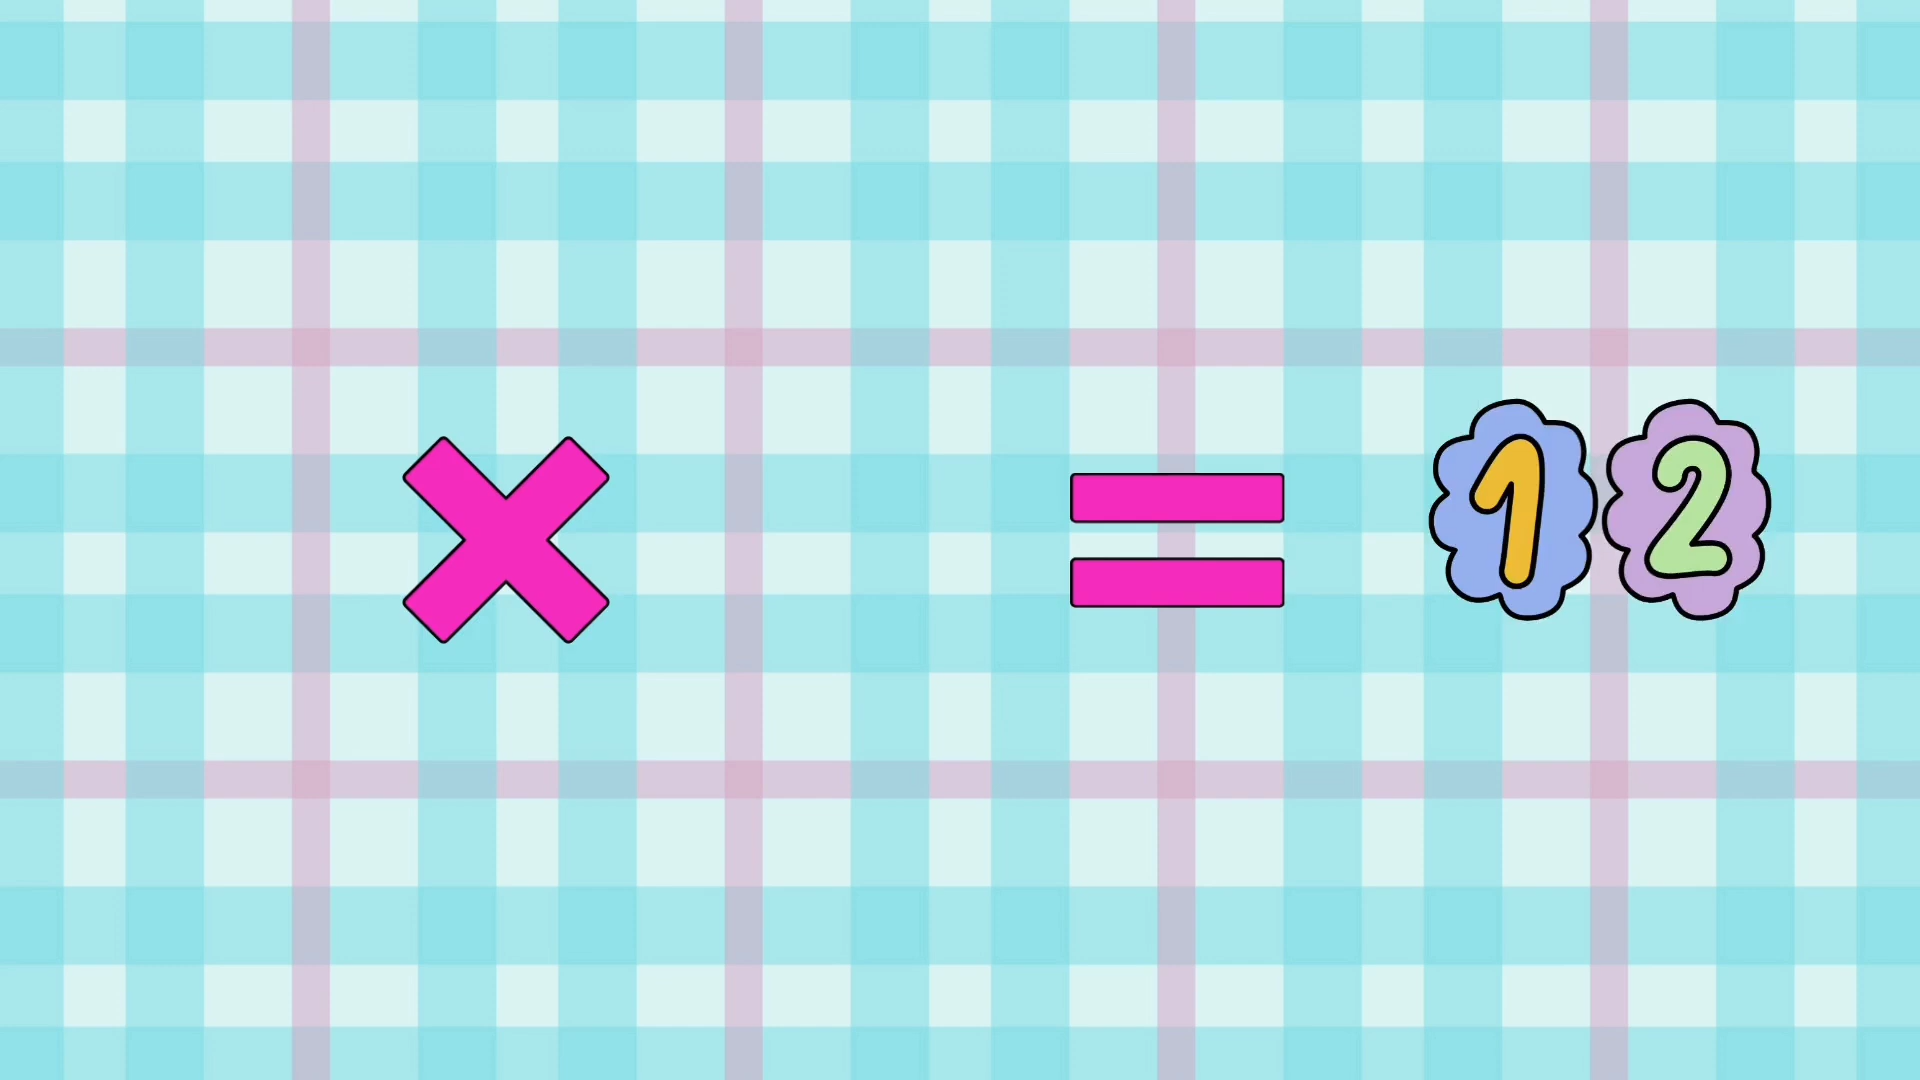 × = 12